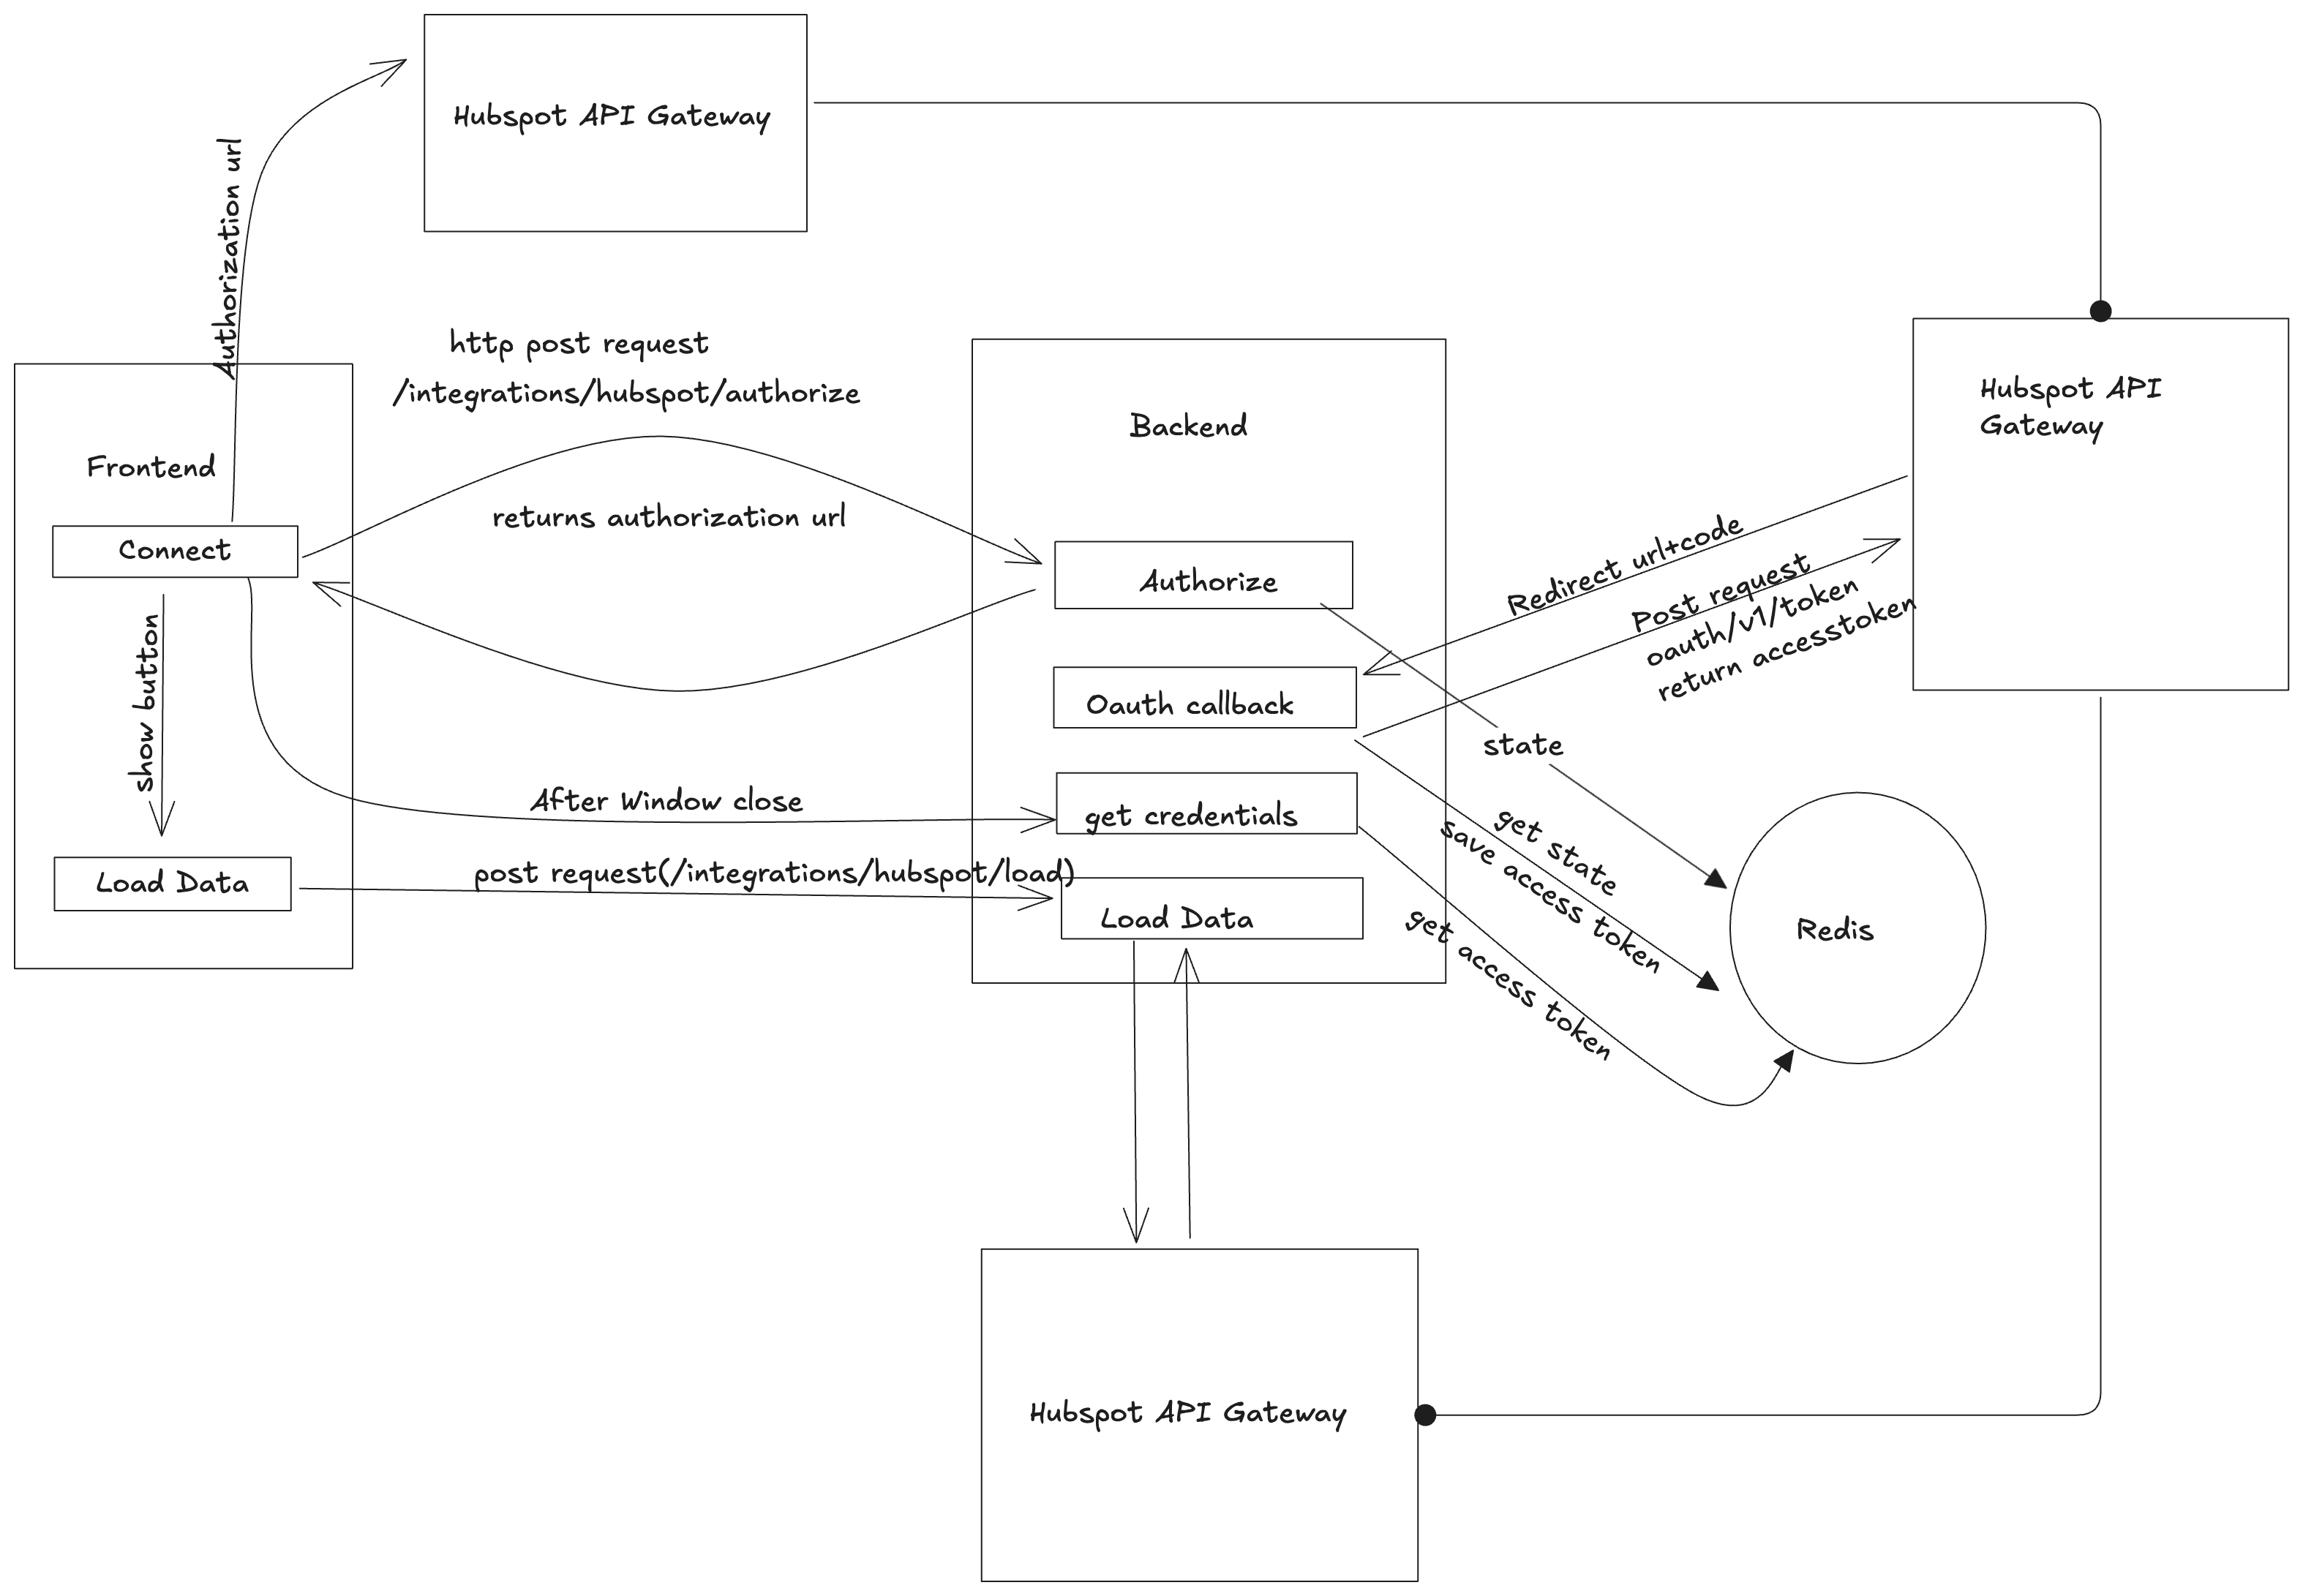 Hubspot API Gateway
Authorization url
http post request
/integrations/hubspot/authorize
Frontend
Connect
returns authorization url
show button
Load Data
After Window close
post request(/integrations/hubspot/load)
Backend
Authorize
Oauth callback
get credentials
Load Data
Hubspot API
Gateway
Redirect url+code
Post request
oauth/v1/token
return accesstoken
state
get state
save access token
get access token
Redis
Hubspot API Gateway